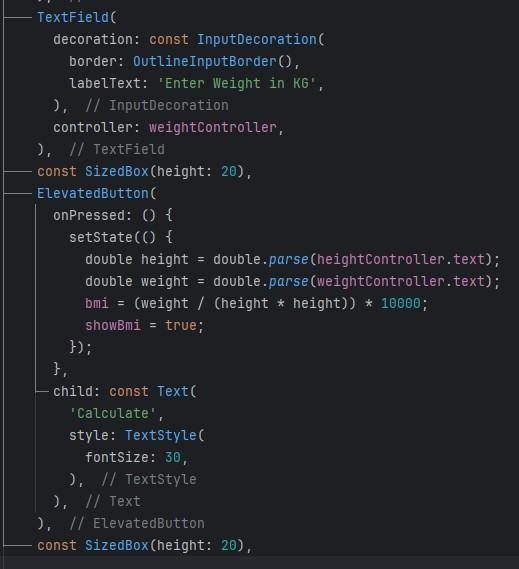 TextField(
decoration: const InputDecoration(
border: OutlineInputBorder(),
labelText: 'Enter Weight in KG',
), // InputDecoration
controller: weightController,
), // TextField
const SizedBox(height: 20),
ElevatedButton(
onPressed: () {
setState(() {
double height = double.parse(heightController.text);
double weight = double.parse(weightController.text);
bmi = (weight / (height * height)) * 10000;
showBmi = true;
});
},
child: const Text(
'Calculate',
style: TextStyle(
fontSize: 30,
), // TextStyle
), // Text
), // ElevatedButton
const SizedBox(height: 20),